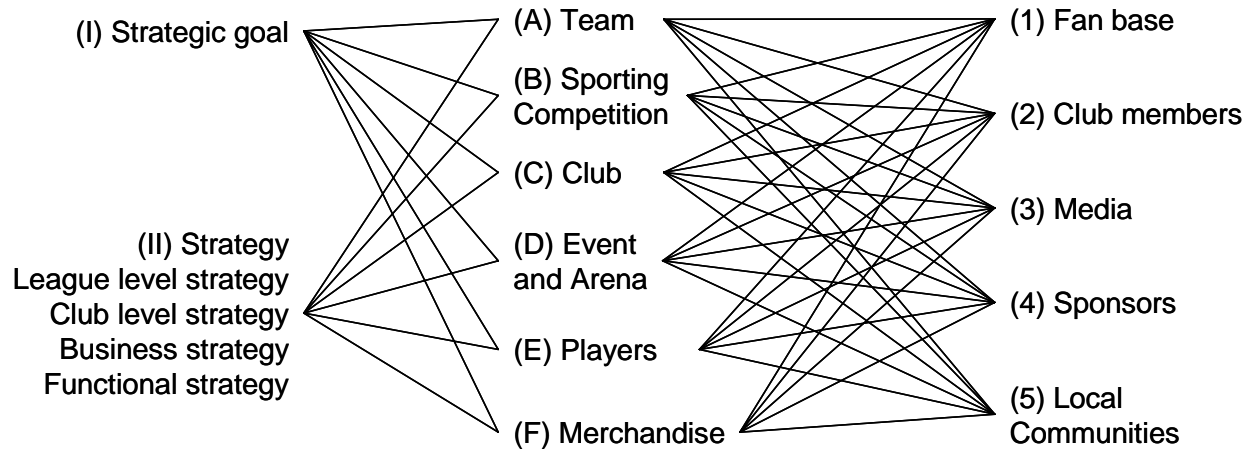 (I) Strategic goal
(II) Strategy
League level strategy
Club level strategy
Business strategy
Functional strategy
(A) Team
(B) Sporting
Competition
(C) Club
(D) Event
and Arena
(E) Players
(F) Merchandise
(1) Fan base
(2) Club members
(3) Media
(4) Sponsors
(5) Local
Communities